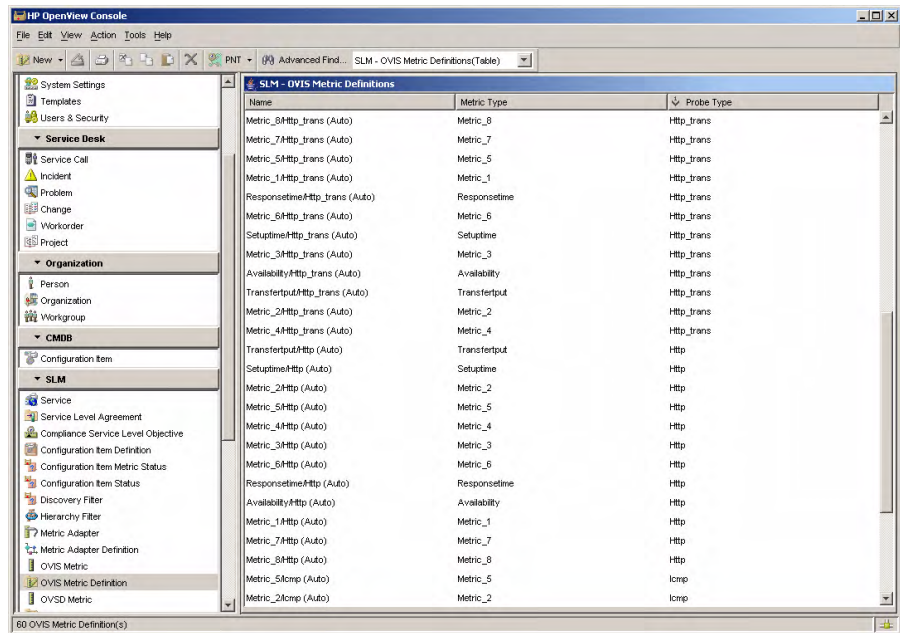 HP OpenView Console
File Edit View Action Tools Help
New PNT Advanced Find... SLM - OVIS Metric Definitions(Table)
System Settings
Templates
Users & Security
Service Desk
Service Call
Incident
Problem
Change
Workorder
Project
Organization
Person
Organization
Workgroup
CMDB
Configuration Item
SLM
Service
Service Level Agreement
Compliance Service Level Objective
Configuration Item Definition
Configuration Item Metric Status
Configuration Item Status
Discovery Filter
Hierarchy Filter
Metric Adapter
Metric Adapter Definition
OVIS Metric
OVIS Metric Definition
OVSD Metric
SLM - OVIS Metric Definitions
Name Metric Type Probe Type
Metric_8/Http_trans (Auto) Metric_8 Http_trans
Metric_7/Http_trans (Auto) Metric_7 Http_trans
Metric_5/Http_trans (Auto) Metric_5 Http_trans
Metric_1/Http_trans (Auto) Metric_1 Http_trans
Responsetime/Http_trans (Auto) Responsetime Http_trans
Metric_6/Http_trans (Auto) Metric_6 Http_trans
Setuptime/Http_trans (Auto) Setuptime Http_trans
Metric_3/Http_trans (Auto) Metric_3 Http_trans
Availability/Http_trans (Auto) Availability Http_trans
Transfertput/Http_trans (Auto) Transfertput Http_trans
Metric_2/Http_trans (Auto) Metric_2 Http_trans
Metric_4/Http_trans (Auto) Metric_4 Http_trans
Transfertput/Http (Auto) Transfertput Http
Setuptime/Http (Auto) Setuptime Http
Metric_2/Http (Auto) Metric_2 Http
Metric_5/Http (Auto) Metric_5 Http
Metric_4/Http (Auto) Metric_4 Http
Metric_3/Http (Auto) Metric_3 Http
Metric_6/Http (Auto) Metric_6 Http
Responsetime/Http (Auto) Responsetime Http
Availability/Http (Auto) Availability Http
Metric_1/Http (Auto) Metric_1 Http
Metric_7/Http (Auto) Metric_7 Http
Metric_8/Http (Auto) Metric_8 Http
Metric_5/Icmp (Auto) Metric_5 Icmp
Metric_2/Icmp (Auto) Metric_2 Icmp
60 OVIS Metric Definition(s)